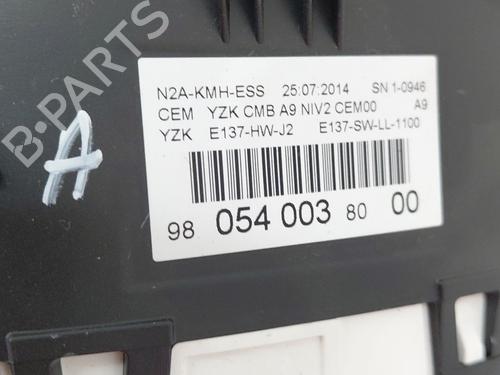 N2A-KMH-ESS 25:07:2014 SN 1-0946
CEM YZK CMB A9 NIV2 CEM00 A9
YZK E137-HW-J2 E137-SW-LL-1100
98 054 003 80 00
A
B-PARTS